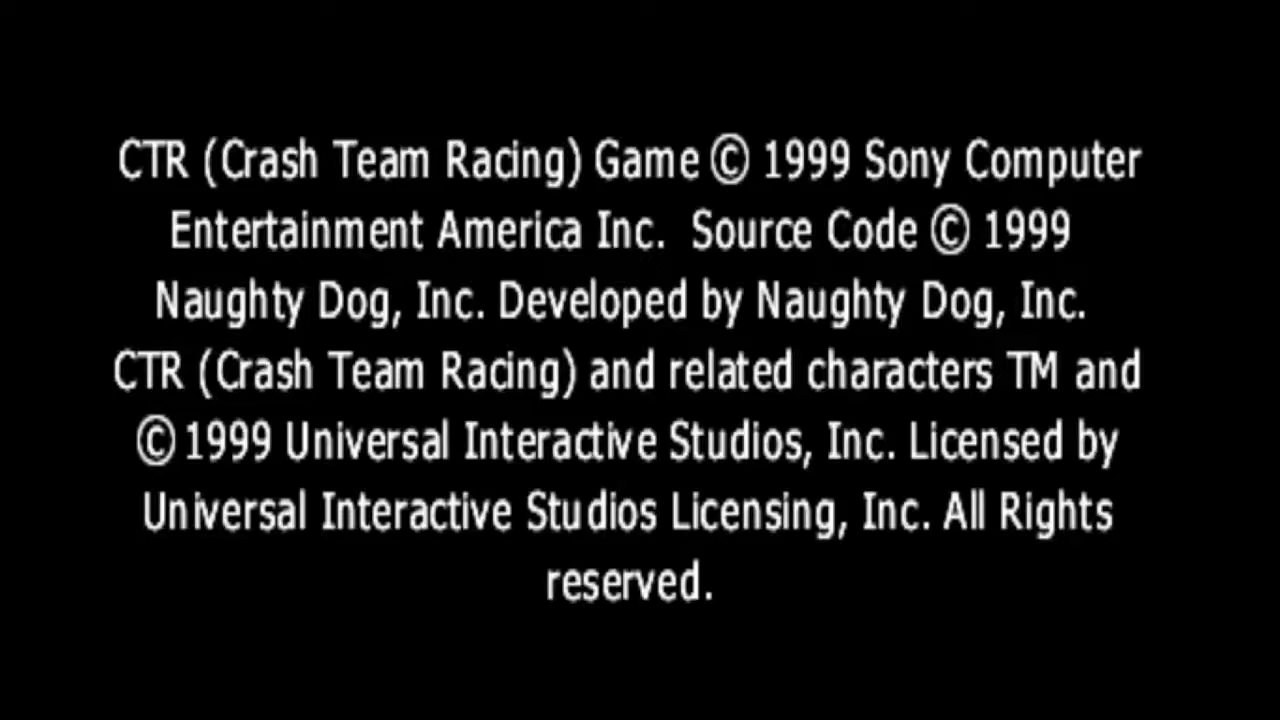 CTR (Crash Team Racing) Game © 1999 Sony Computer
Entertainment America Inc.  Source Code © 1999
Naughty Dog, Inc. Developed by Naughty Dog, Inc.
CTR (Crash Team Racing) and related characters TM and
© 1999 Universal Interactive Studios, Inc. Licensed by
Universal Interactive Studios Licensing, Inc. All Rights
reserved.